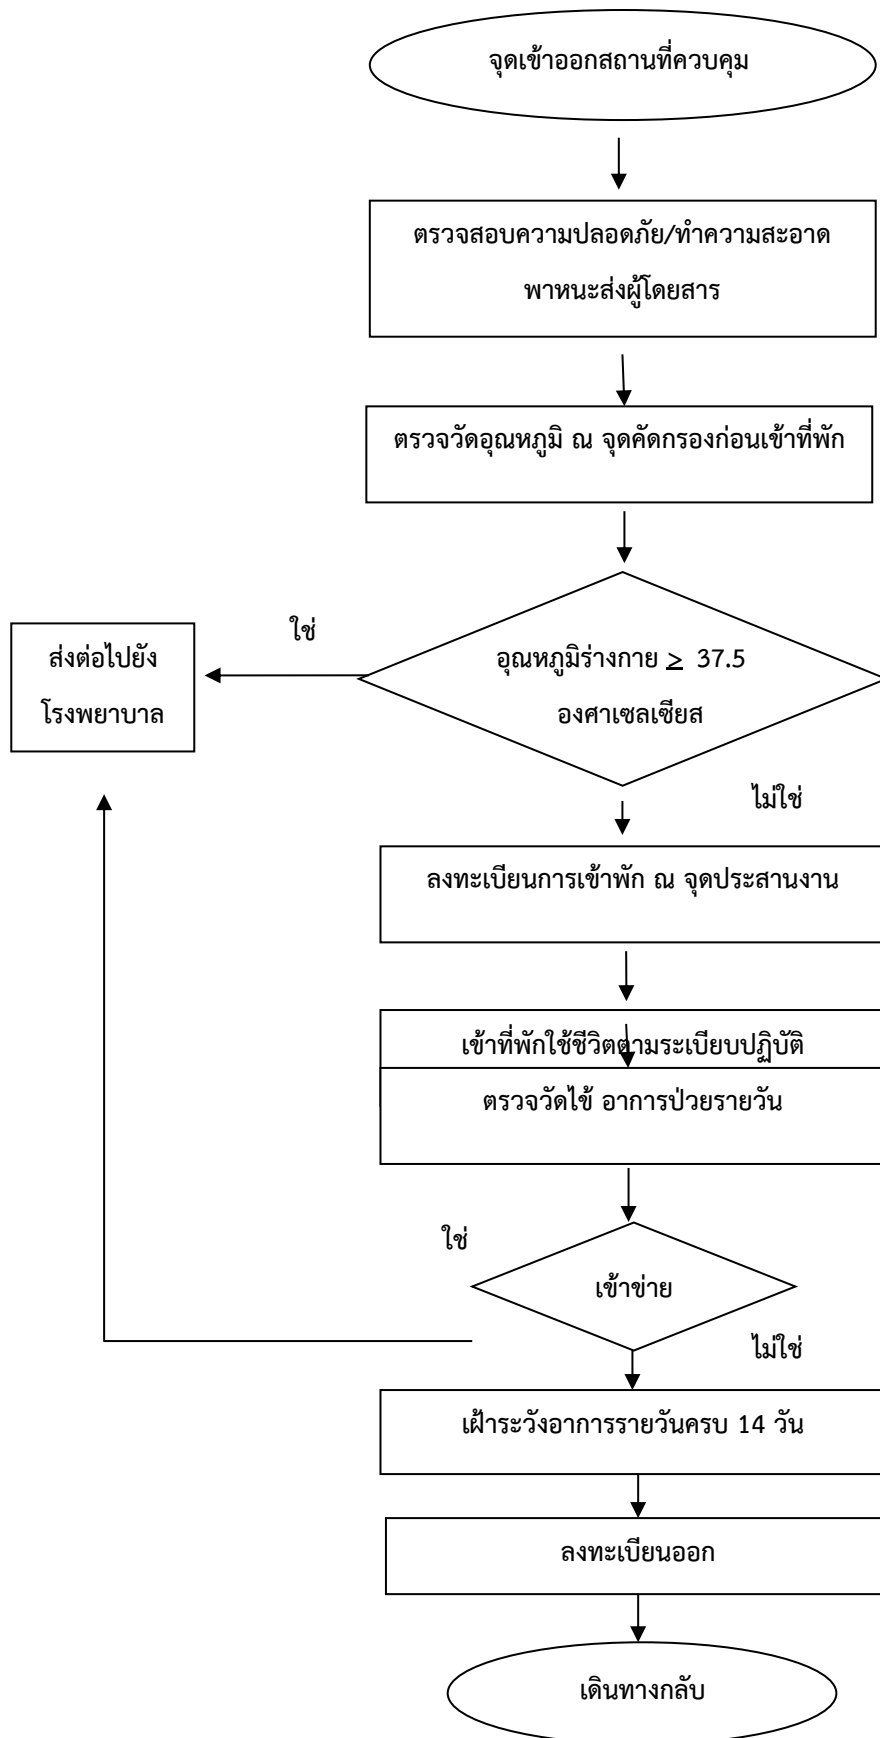 จุดเข้าออกสถานที่ควบคุม
ตรวจสอบความปลอดภัย/ทำความสะอาด
พาหนะส่งผู้โดยสาร
ตรวจวัดอุณหภูมิ ณ จุดคัดกรองก่อนเข้าที่พัก
ใช่
ส่งต่อไปยัง
โรงพยาบาล
อุณหภูมิร่างกาย ≥ 37.5
องศาเซลเซียส
ไม่ใช่
ลงทะเบียนการเข้าพัก ณ จุดประสานงาน
เข้าที่พักใช้ชีวิตตามระเบียบปฏิบัติ
ตรวจวัดไข้ อาการป่วยรายวัน
ใช่
เข้าข่าย
ไม่ใช่
เฝ้าระวังอาการรายวันครบ 14 วัน
ลงทะเบียนออก
เดินทางกลับ